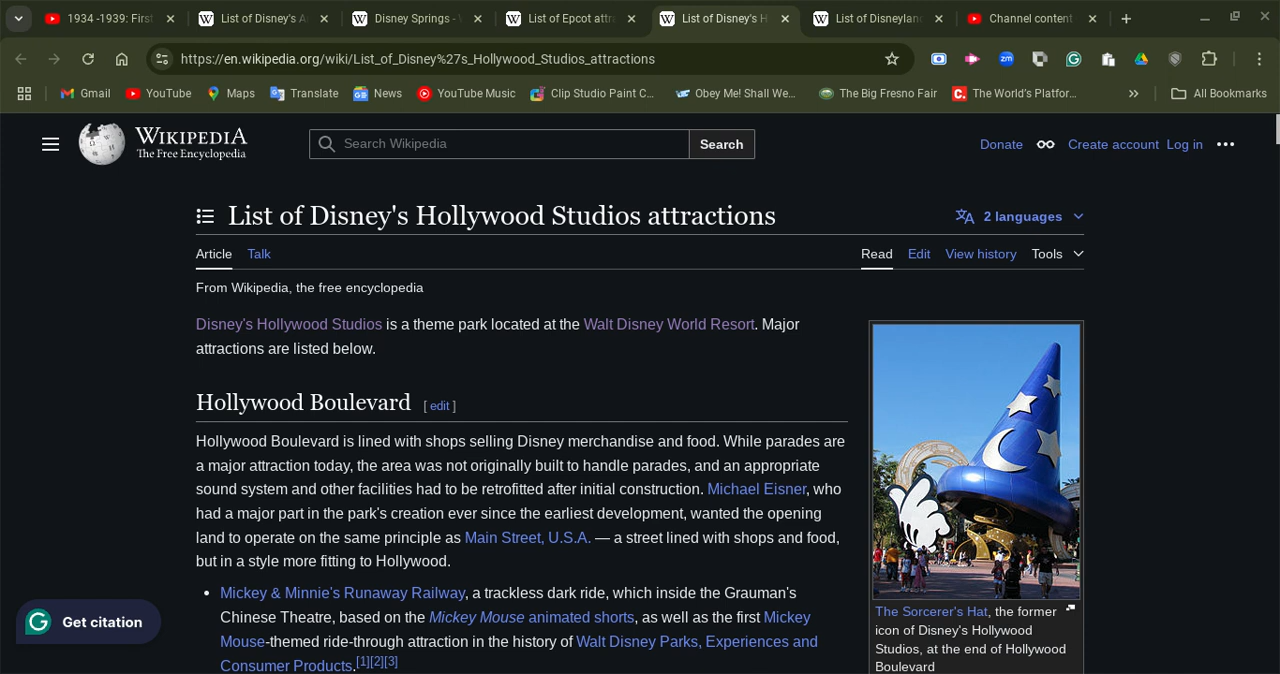 1934 -1939: First
List of Disney's A
Disney Springs -
List of Epcot attr
List of Disney's H
List of Disneylan
Channel content
https://en.wikipedia.org/wiki/List_of_Disney%27s_Hollywood_Studios_attractions
Gmail
YouTube
Maps
Translate
News
YouTube Music
Clip Studio Paint C...
Obey Me! Shall We...
The Big Fresno Fair
The World's Platfor...
All Bookmarks
WIKIPEDIA
The Free Encyclopedia
Search Wikipedia
Search
Donate
Create account
Log in
List of Disney's Hollywood Studios attractions
2 languages
Article
Talk
Read
Edit
View history
Tools
From Wikipedia, the free encyclopedia
Disney's Hollywood Studios is a theme park located at the Walt Disney World Resort. Major
attractions are listed below.
Hollywood Boulevard [ edit ]
Hollywood Boulevard is lined with shops selling Disney merchandise and food. While parades are
a major attraction today, the area was not originally built to handle parades, and an appropriate
sound system and other facilities had to be retrofitted after initial construction. Michael Eisner, who
had a major part in the park's creation ever since the earliest development, wanted the opening
land to operate on the same principle as Main Street, U.S.A. — a street lined with shops and food,
but in a style more fitting to Hollywood.
• Mickey & Minnie's Runaway Railway, a trackless dark ride, which inside the Grauman's
Chinese Theatre, based on the Mickey Mouse animated shorts, as well as the first Mickey
Mouse-themed ride-through attraction in the history of Walt Disney Parks, Experiences and
Consumer Products.[1][2][3]
The Sorcerer's Hat, the former
icon of Disney's Hollywood
Studios, at the end of Hollywood
Boulevard
Get citation